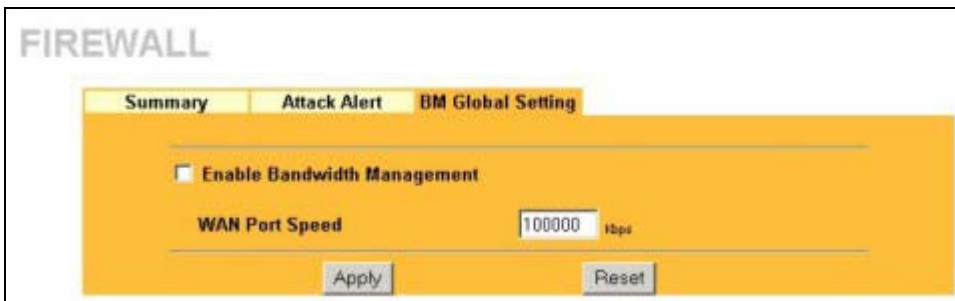 FIREWALL
Summary Attack Alert BM Global Setting
Enable Bandwidth Management
WAN Port Speed 100000 Kbps
Apply Reset